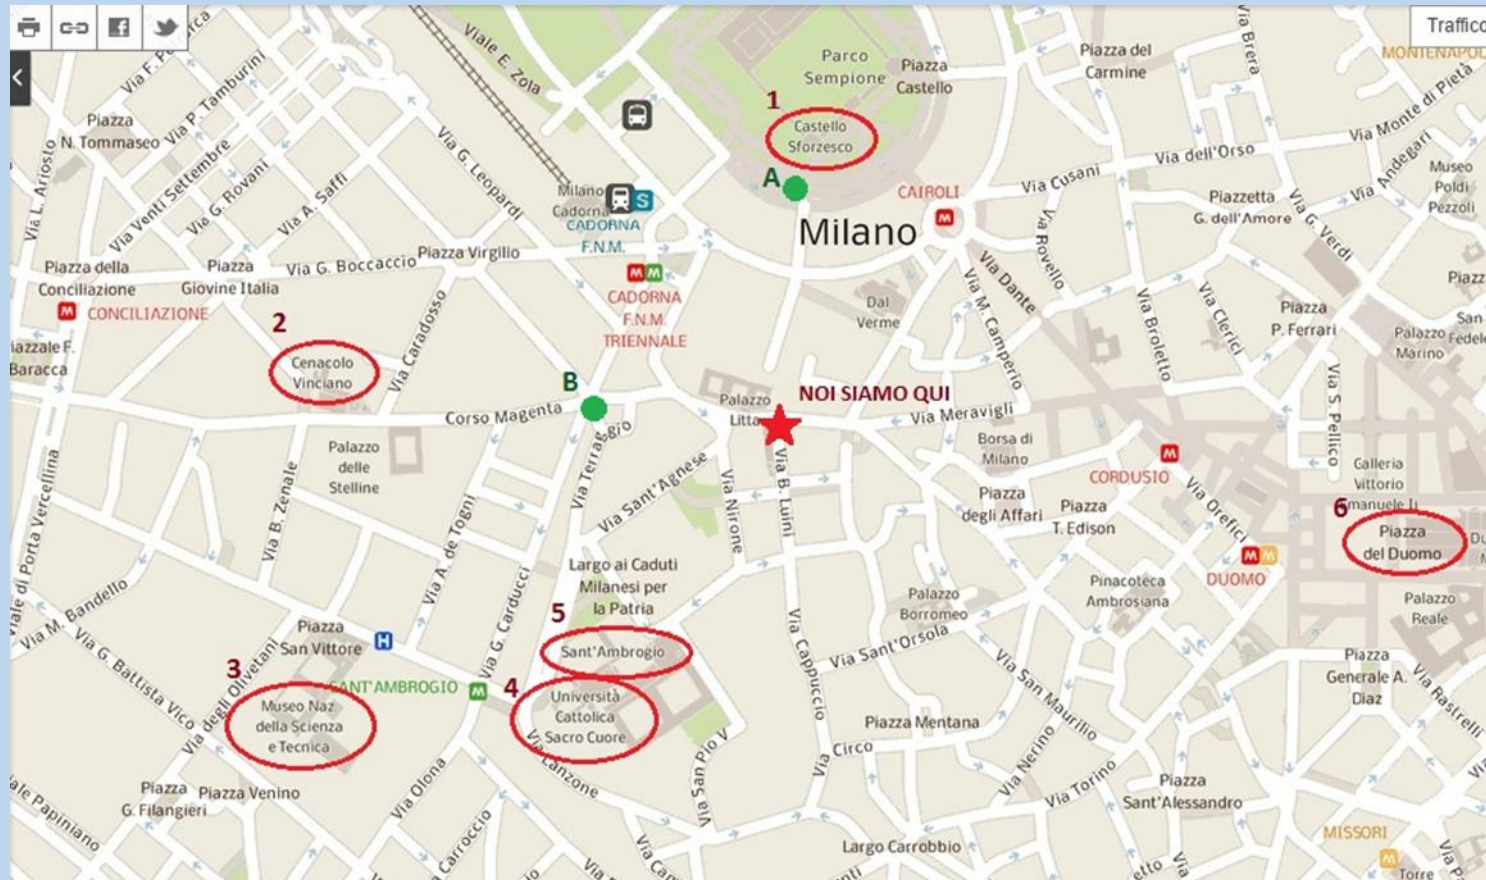 Traffico
Via F.
Viale E. Zola
Parco
Sempione
Piazza
Castello
Piazza del
Carmine
Via Brera
Via P. Tamburini
Piazza
N. Tommaseo
1
Castello
Sforzesco
Via Monte di Pietà
Via L. Ariosto
Via Venti Settembre
Via G. Rovani
Via A. Saffi
Via G. Leopardi
Milano
Cadorna
S
CADORNA
F.N.M.
A
Milano
CAIROLI
M
Via Cusani
Via dell'Orso
Via Andegari
Museo
Poldi
Pezzoli
Piazzetta
G. dell'Amore
Via G. Verdi
Via Rovello
Piazza della
Conciliazione
Piazza
Giovine Italia
Via G. Boccaccio
Piazza Virgilio
M M
CADORNA
F.N.M.
TRIENNALE
M
CONCILIAZIONE
Via Caradosso
Dal
Verme
Via M. Camperio
Via Dante
Via Broletto
Via Clerici
Piazza
P. Ferrari
Palazzo
Marino
San
Fedele
Baracca
2
Cenacolo
Vinciano
B
Corso Magenta
Palazzo
Litta
NOI SIAMO QUI
Via Meravigli
Via S. Pellico
Borsa di
Milano
M
CORDUSIO
Palazzo
delle
Stelline
Via Terraggio
Via Sant'Agnese
Via Nirone
Via B. Luini
Piazza
degli Affari
Piazza
T. Edison
Via Orefici
Galleria
Vittorio
6
Piazza
del Duomo
Viale di Porta Vercellina
Via B. Zenale
Via A. de Togni
Via G. Carducci
Largo ai Caduti
Milanesi per
la Patria
M M
DUOMO
Palazzo
Reale
Pinacoteca
Ambrosiana
Palazzo
Borromeo
Via M. Bandello
Piazza
San Vittore
H
5
Sant'Ambrogio
Via Cappuccio
Via Sant'Orsola
Via San Maurilio
Piazza
Generale A.
Diaz
Via Rastrelli
Via G. Battista Vico
Via degli Olivetani
3
Museo Naz
della Scienza
e Tecnica
SANT'AMBROGIO
M
4
Università
Cattolica
Sacro Cuore
Via Lanzone
Via San Pio V
Via Circo
Piazza Mentana
Via Nerino
Via Torino
Piazza
Sant'Alessandro
Piazza
G. Filangieri
Piazza Venino
Via Olona
Via Carroccio
Largo Carrobbio
MISSORI
M
Torre